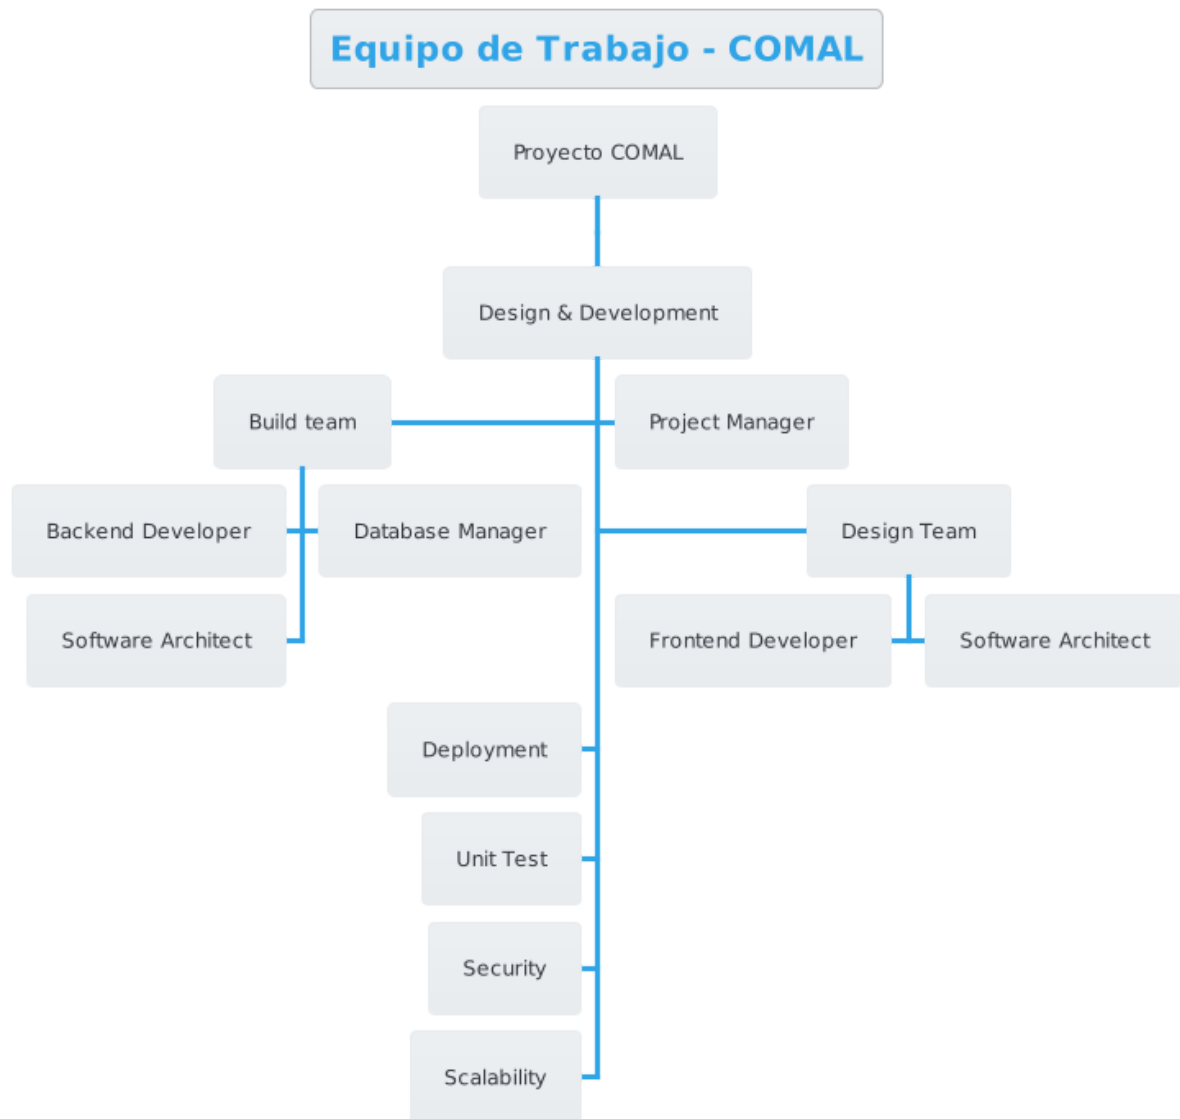 Equipo de Trabajo - COMAL
Proyecto COMAL
Design & Development
Build team
Project Manager
Backend Developer
Database Manager
Design Team
Software Architect
Frontend Developer
Software Architect
Deployment
Unit Test
Security
Scalability